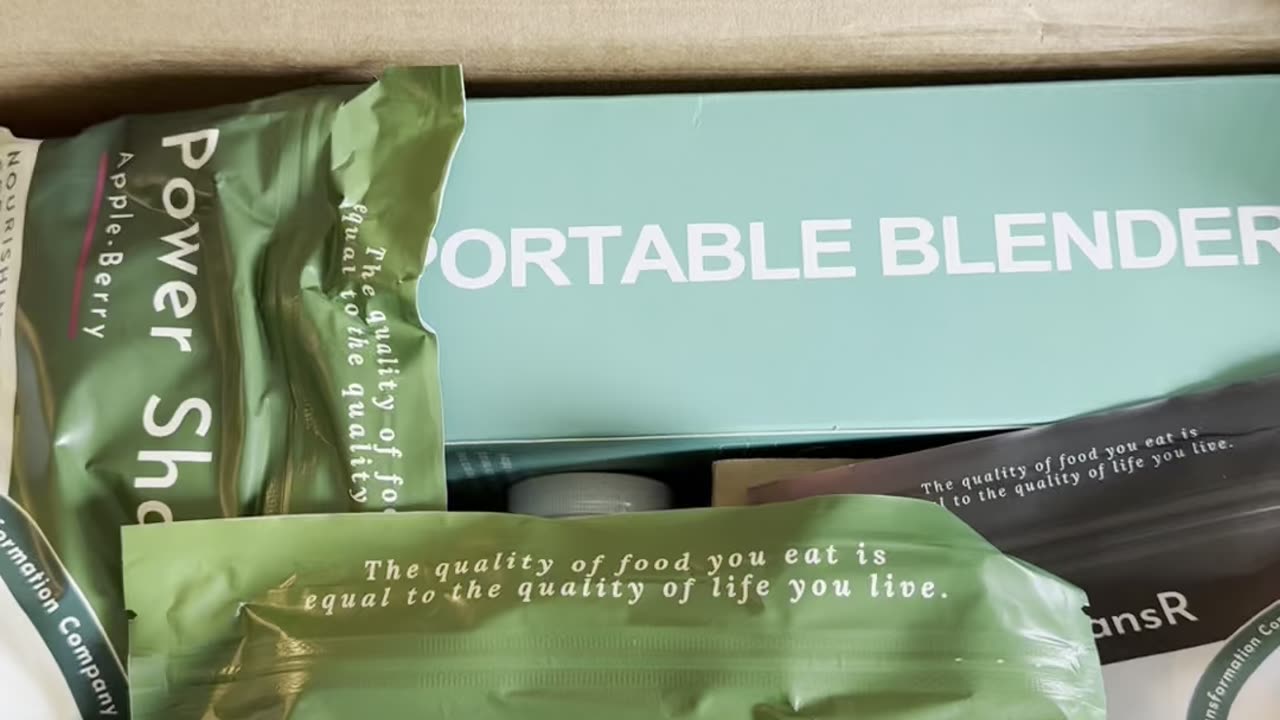 PORTABLE BLENDER
NOURISHING
Apple·Berry
Power Sha
The quality of fo
equal to the quality
The quality of food you eat is
l to the quality of life you live.
The quality of food you eat is
equal to the quality of life you live.
ansR
formation Company
nsformation Co